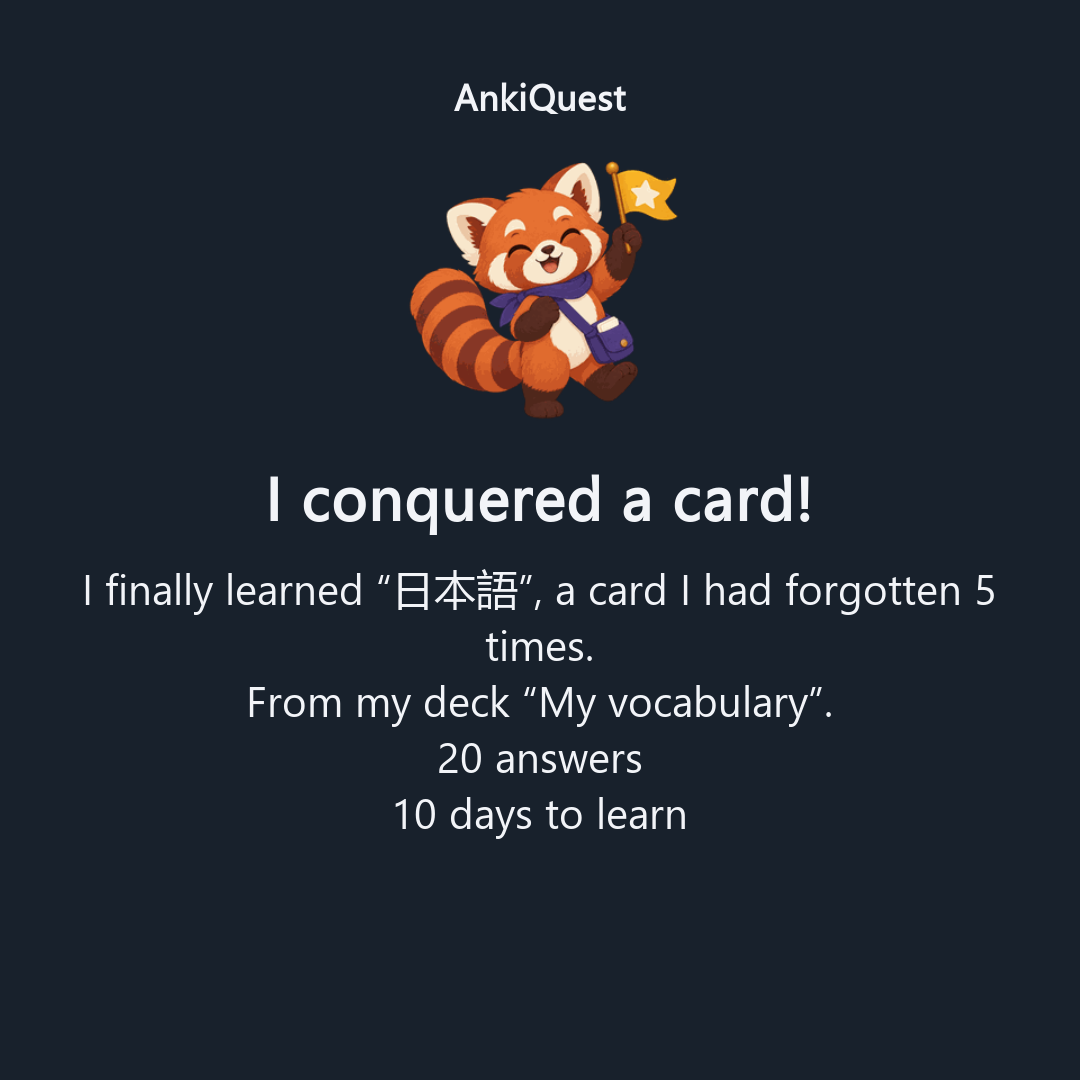 AnkiQuest
I conquered a card!
I finally learned “日本語”, a card I had forgotten 5
times.
From my deck “My vocabulary”.
20 answers
10 days to learn